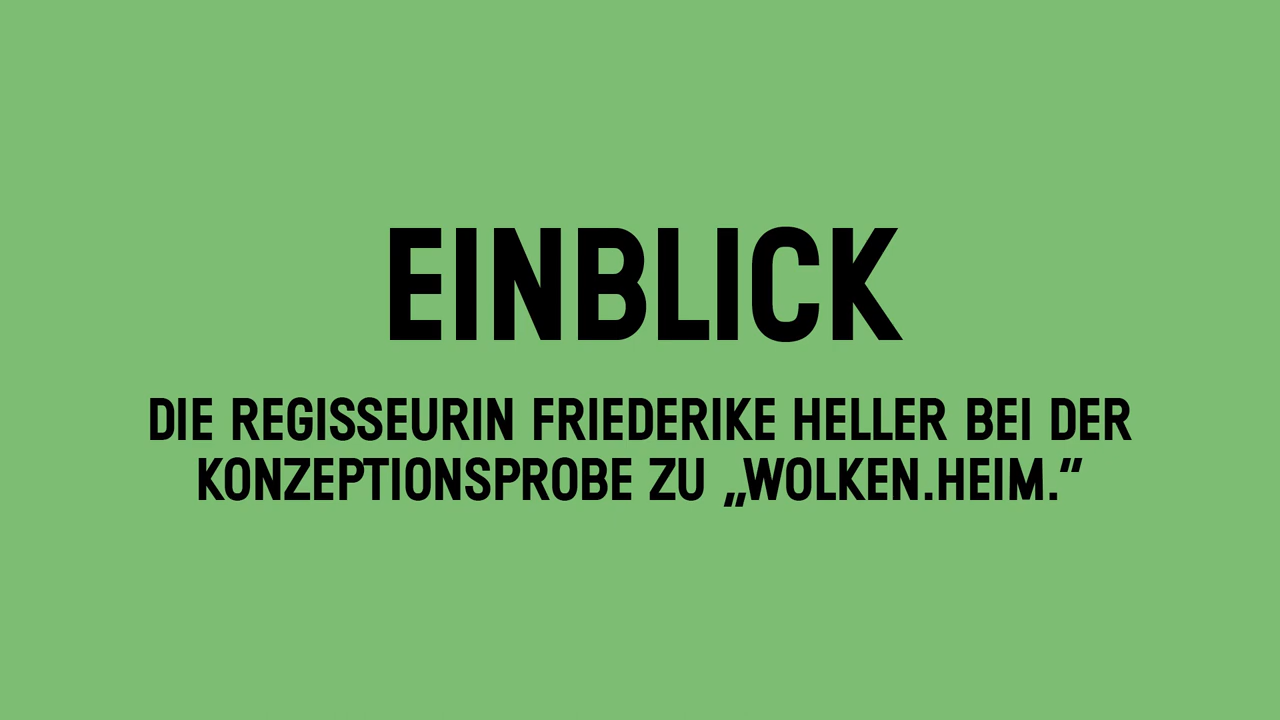 EINBLICK
DIE REGISSEURIN FRIEDERIKE HELLER BEI DER
KONZEPTIONSPROBE ZU „WOLKEN.HEIM.“